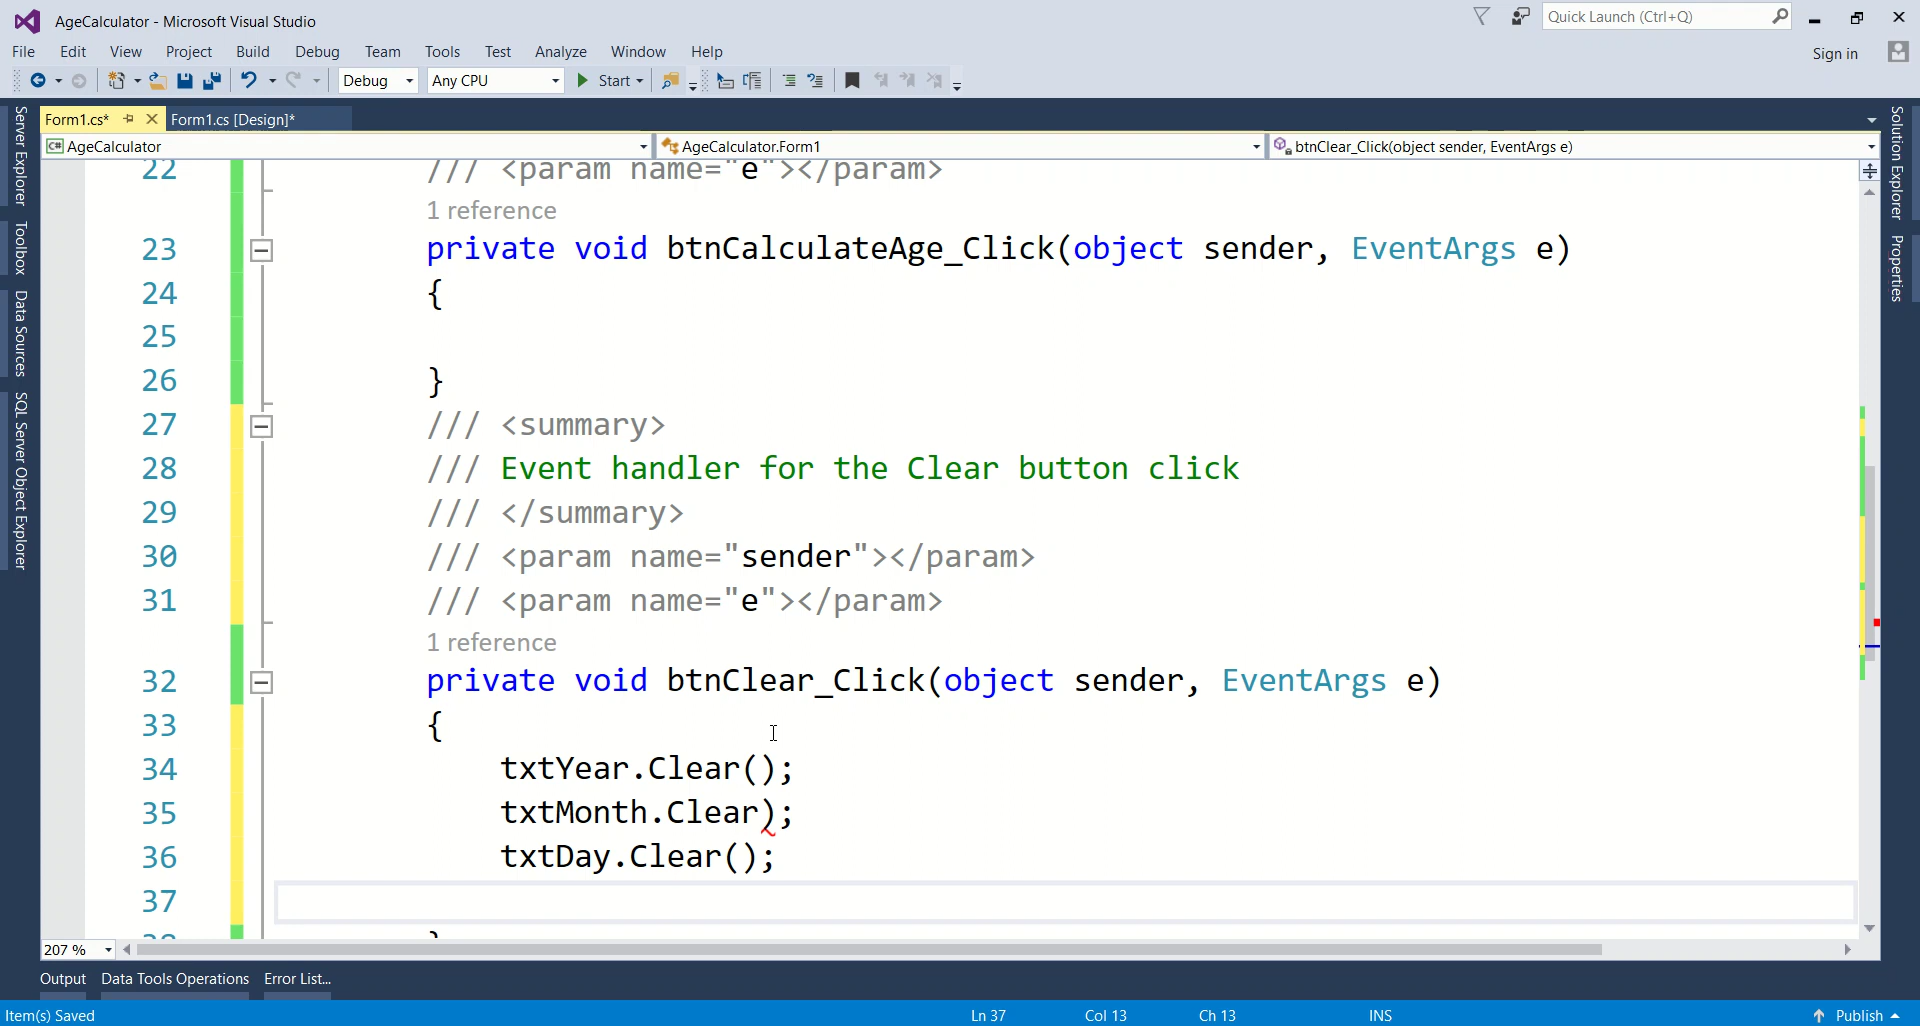 AgeCalculator - Microsoft Visual Studio
Quick Launch (Ctrl+Q)
File Edit View Project Build Debug Team Tools Test Analyze Window Help
Sign in
Debug Any CPU Start
Form1.cs* Form1.cs [Design]*
C# AgeCalculator AgeCalculator.Form1 btnClear_Click(object sender, EventArgs e)
Server Explorer
Toolbox
Data Sources
SQL Server Object Explorer
Solution Explorer
Properties
22 /// <param name="e"></param>
1 reference
23 private void btnCalculateAge_Click(object sender, EventArgs e)
24 {
25
26 }
27 /// <summary>
28 /// Event handler for the Clear button click
29 /// </summary>
30 /// <param name="sender"></param>
31 /// <param name="e"></param>
1 reference
32 private void btnClear_Click(object sender, EventArgs e)
33 {
34 txtYear.Clear();
35 txtMonth.Clear);
36 txtDay.Clear();
37
207 %
Output Data Tools Operations Error List...
Item(s) Saved Ln 37 Col 13 Ch 13 INS Publish